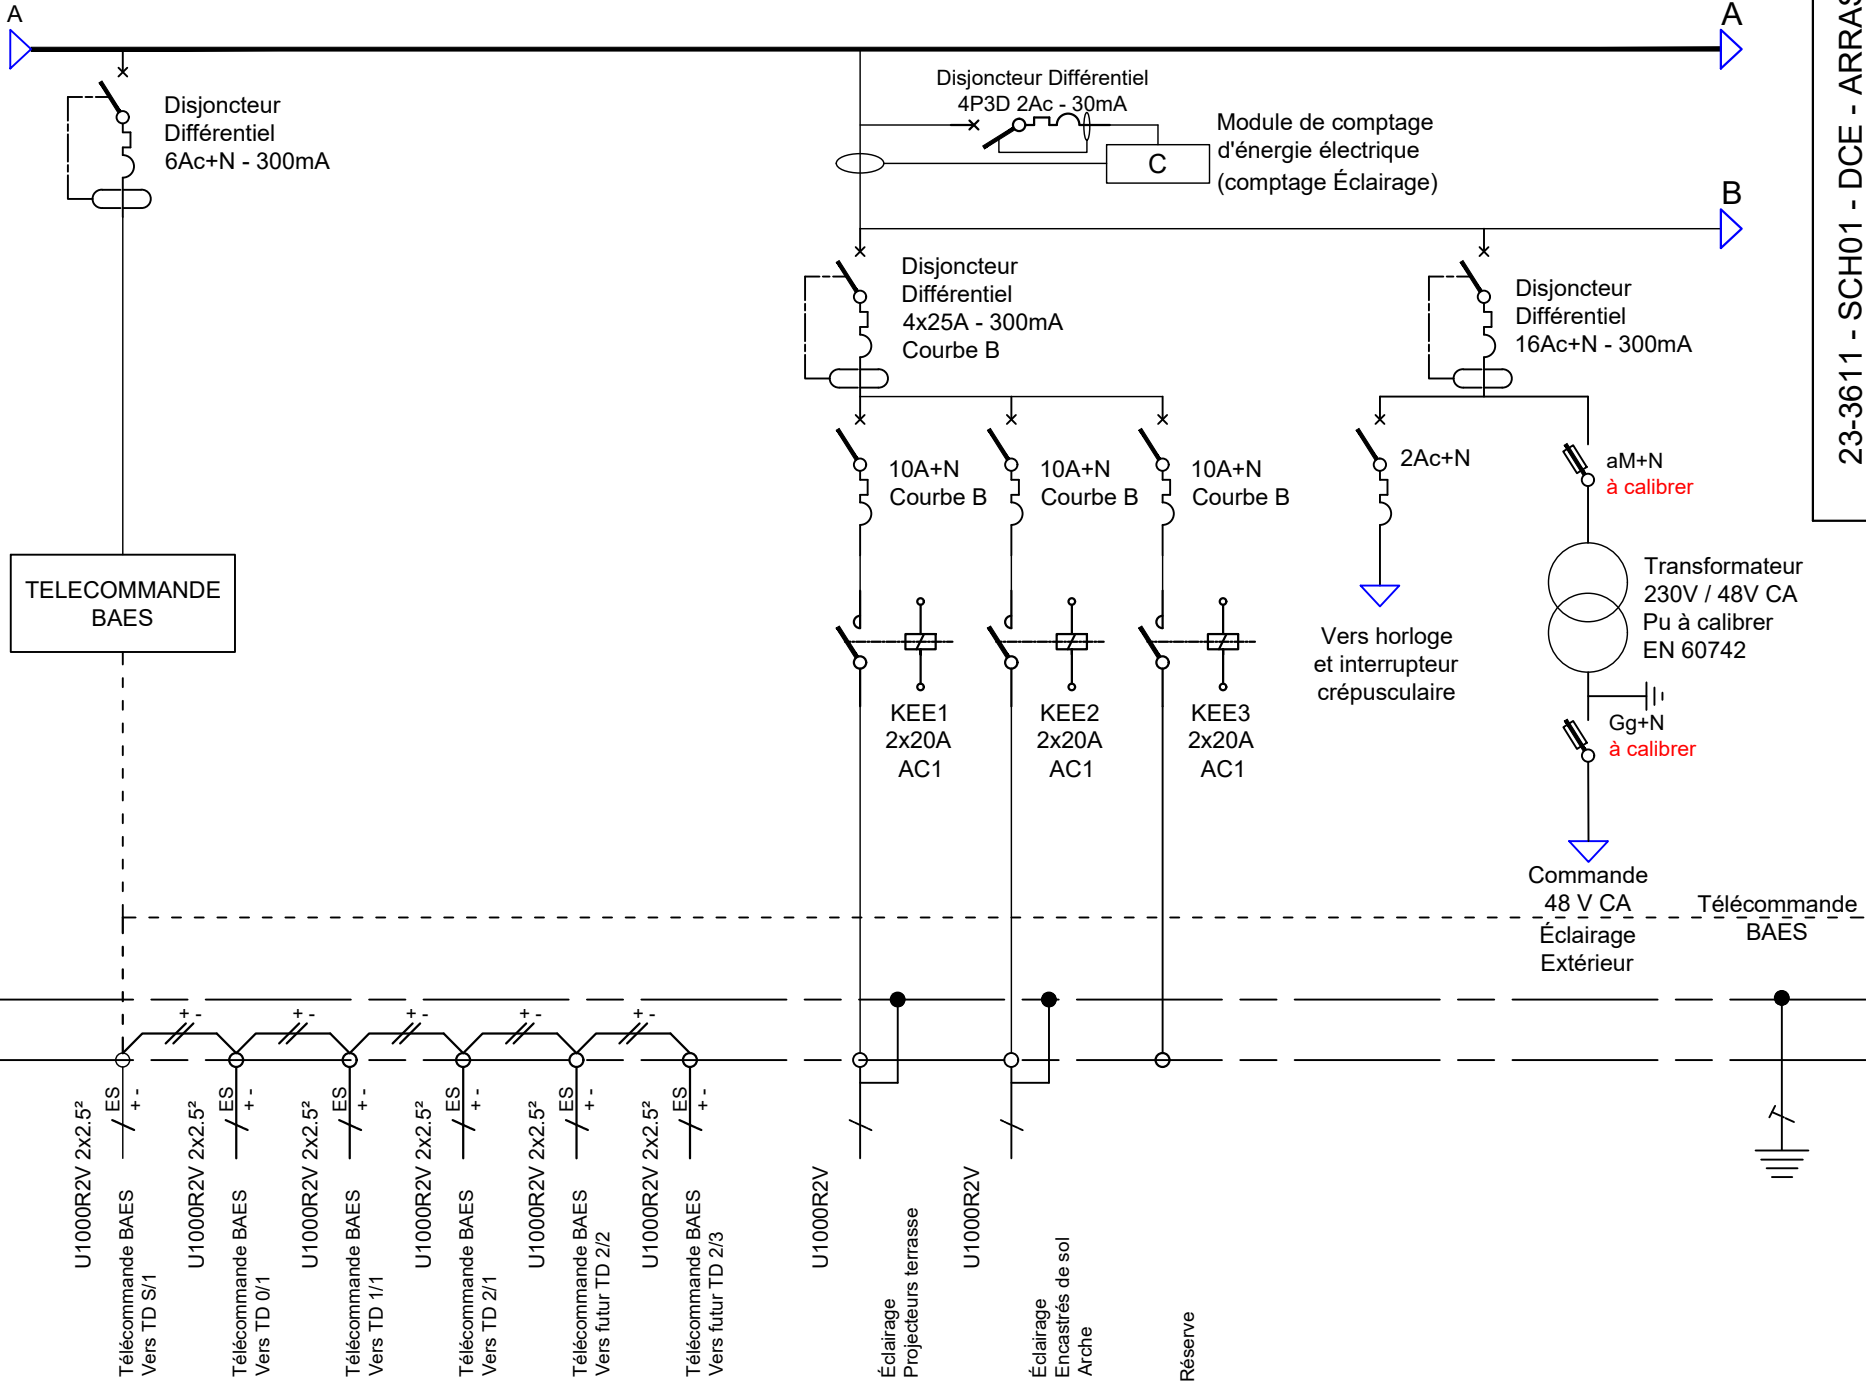 A
A
Disjoncteur
Différentiel
6Ac+N - 300mA
Disjoncteur Différentiel
4P3D 2Ac - 30mA
C
Module de comptage
d'énergie électrique
(comptage Éclairage)
B
23-3611 - SCH01 - DCE - ARRAS
Disjoncteur
Différentiel
4x25A - 300mA
Courbe B
Disjoncteur
Différentiel
16Ac+N - 300mA
10A+N
Courbe B
10A+N
Courbe B
10A+N
Courbe B
2Ac+N
aM+N
à calibrer
TELECOMMANDE
BAES
Transformateur
230V / 48V CA
Pu à calibrer
EN 60742
Vers horloge
et interrupteur
crépusculaire
KEE1
2x20A
AC1
KEE2
2x20A
AC1
KEE3
2x20A
AC1
Gg+N
à calibrer
Commande
48 V CA
Éclairage
Extérieur
Télécommande
BAES
+ -
+ -
+ -
+ -
+ -
U1000R2V 2x2.5²
ES
+ -
Télécommande BAES
Vers TD S/1
U1000R2V 2x2.5²
ES
+ -
Télécommande BAES
Vers TD 0/1
U1000R2V 2x2.5²
ES
+ -
Télécommande BAES
Vers TD 1/1
U1000R2V 2x2.5²
ES
+ -
Télécommande BAES
Vers TD 2/1
U1000R2V 2x2.5²
ES
+ -
Télécommande BAES
Vers futur TD 2/2
U1000R2V 2x2.5²
ES
+ -
Télécommande BAES
Vers futur TD 2/3
U1000R2V
Éclairage
Projecteurs terrasse
U1000R2V
Éclairage
Encastrés de sol
Arche
Réserve